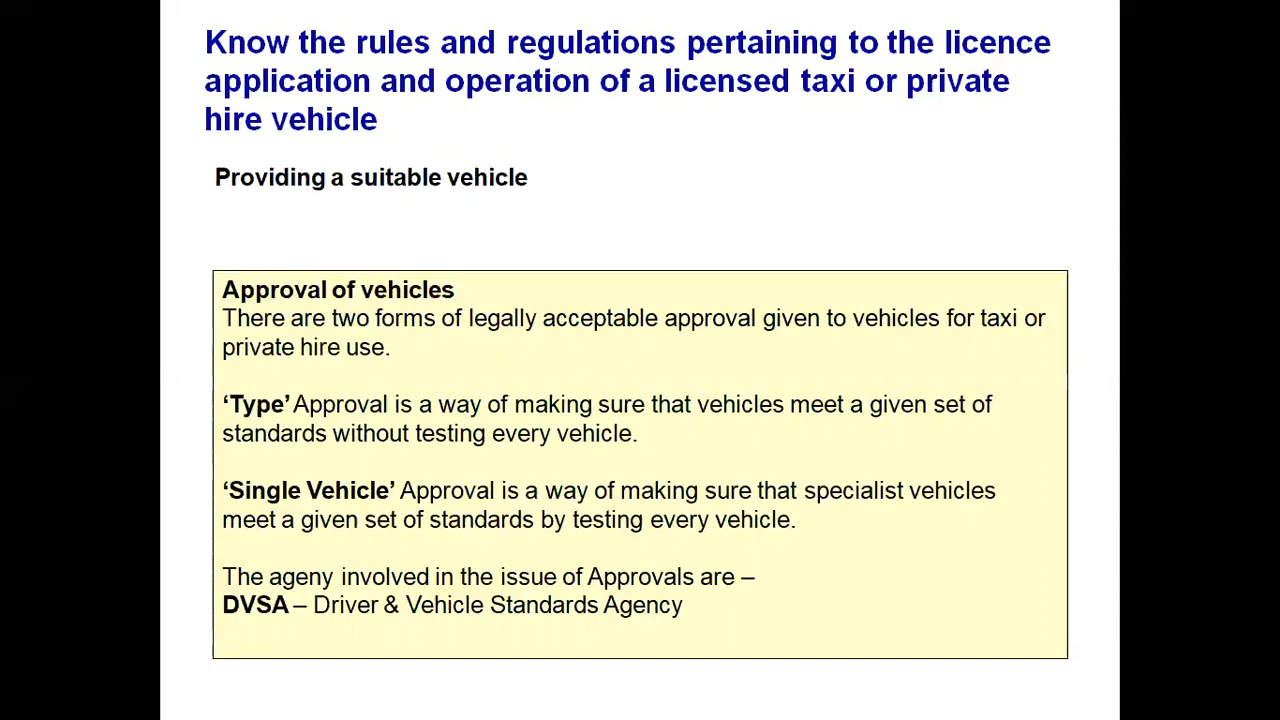 Know the rules and regulations pertaining to the licence
application and operation of a licensed taxi or private
hire vehicle
Providing a suitable vehicle
Approval of vehicles
There are two forms of legally acceptable approval given to vehicles for taxi or
private hire use.
‘Type’ Approval is a way of making sure that vehicles meet a given set of
standards without testing every vehicle.
‘Single Vehicle’ Approval is a way of making sure that specialist vehicles
meet a given set of standards by testing every vehicle.
The ageny involved in the issue of Approvals are –
DVSA – Driver & Vehicle Standards Agency